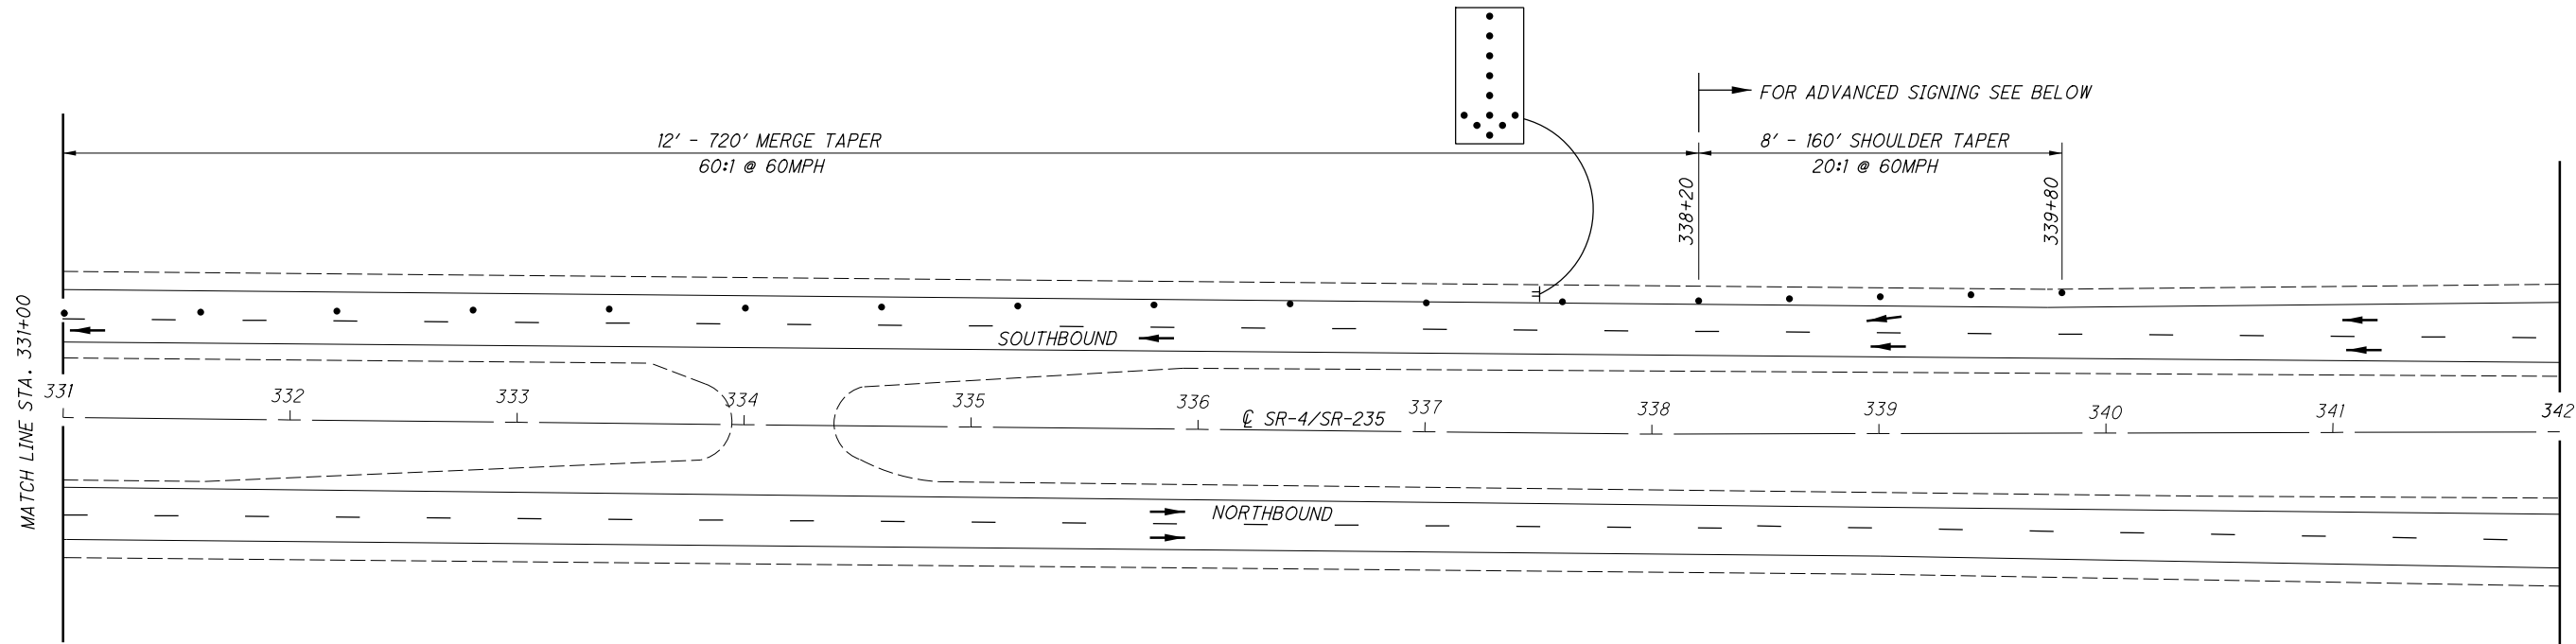 FOR ADVANCED SIGNING SEE BELOW
12' - 720' MERGE TAPER
60:1 @ 60MPH
8' - 160' SHOULDER TAPER
20:1 @ 60MPH
338+20
339+80
MATCH LINE STA. 331+00
SOUTHBOUND
331
332
333
334
335
336
337
338
339
340
341
342
℄ SR-4/SR-235
NORTHBOUND